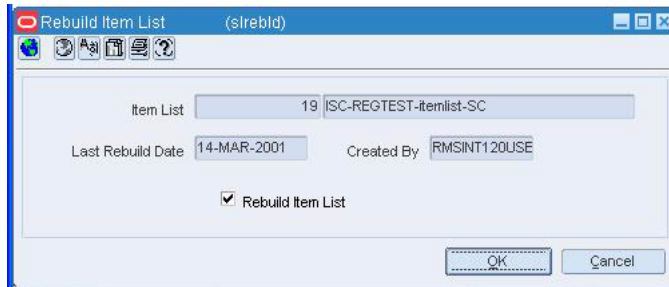 Rebuild Item List (slrebld)
Item List 19 ISC-REGTEST-itemlist-SC
Last Rebuild Date 14-MAR-2001 Created By RMSINT120USE
Rebuild Item List
OK Cancel